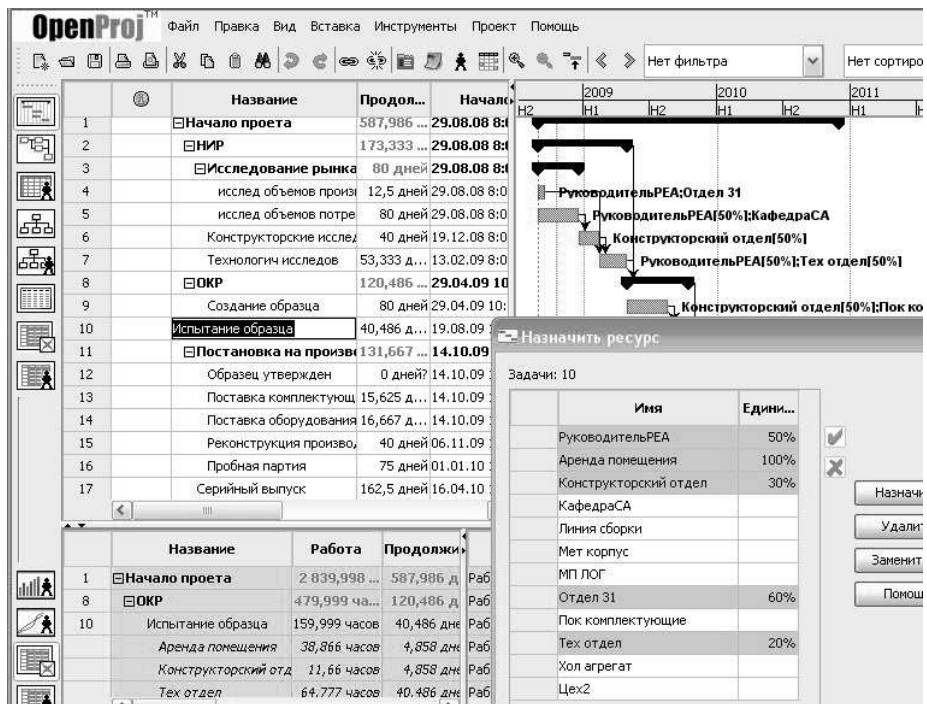 OpenProj™ Файл Правка Вид Вставка Инструменты Проект Помощь
Нет фильтра Нет сортиро
Название Продол... Начало 2009 2010 2011
H2 H1 H2 H1 H2 H1
1 Начало проета 587,986 ... 29.08.08 8:
2 НИР 173,333 ... 29.08.08 8:
3 Исследование рынка 80 дней 29.08.08 8:
4 исслед объемов произ 12,5 дней 29.08.08 8:0 РуководительРЕА;Отдел 31
5 исслед объемов потре 80 дней 29.08.08 8:0 РуководительРЕА[50%];КафедраСА
6 Конструкторские исслед 40 дней 19.12.08 8:0 Конструкторский отдел[50%]
7 Технологич исследов 53,333 д... 13.02.09 8:0 РуководительРЕА[50%];Тех отдел[50%]
8 ОКР 120,486 ... 29.04.09 10
9 Создание образца 80 дней 29.04.09 10: Конструкторский отдел[50%];Пок ко
10 Испытание образца 40,486 д... 19.08.09
11 Постановка на произв 131,667 ... 14.10.09
12 Образец утвержден 0 дней? 14.10.09
13 Поставка комплектующ 15,625 д... 14.10.09
14 Поставка оборудования 16,667 д... 14.10.09
15 Реконструкция произво, 40 дней 06.11.09
16 Пробная партия 75 дней 01.01.10
17 Серийный выпуск 162,5 дней 16.04.10
Назначить ресурс
Задачи: 10
Имя Едини...
РуководительРЕА 50%
Аренда помещения 100%
Конструкторский отдел 30%
КафедраСА
Линия сборки
Мет корпус
МП ЛОГ
Отдел 31 60%
Пок комплектующие
Тех отдел 20%
Хол агрегат
Цех2
Назначи
Удали
Заменит
Помощ
Название Работа Продолжи
1 Начало проета 2 839,998 ... 587,986 д Раб
8 ОКР 479,999 ча... 120,486 д Раб
10 Испытание образца 159,999 часов 40,486 дне Раб
Аренда помещения 38,866 часов 4,858 дне Раб
Конструкторский отд 11,66 часов 4,858 дне Раб
Тех отдел 64,777 часов 40,486 дне Раб